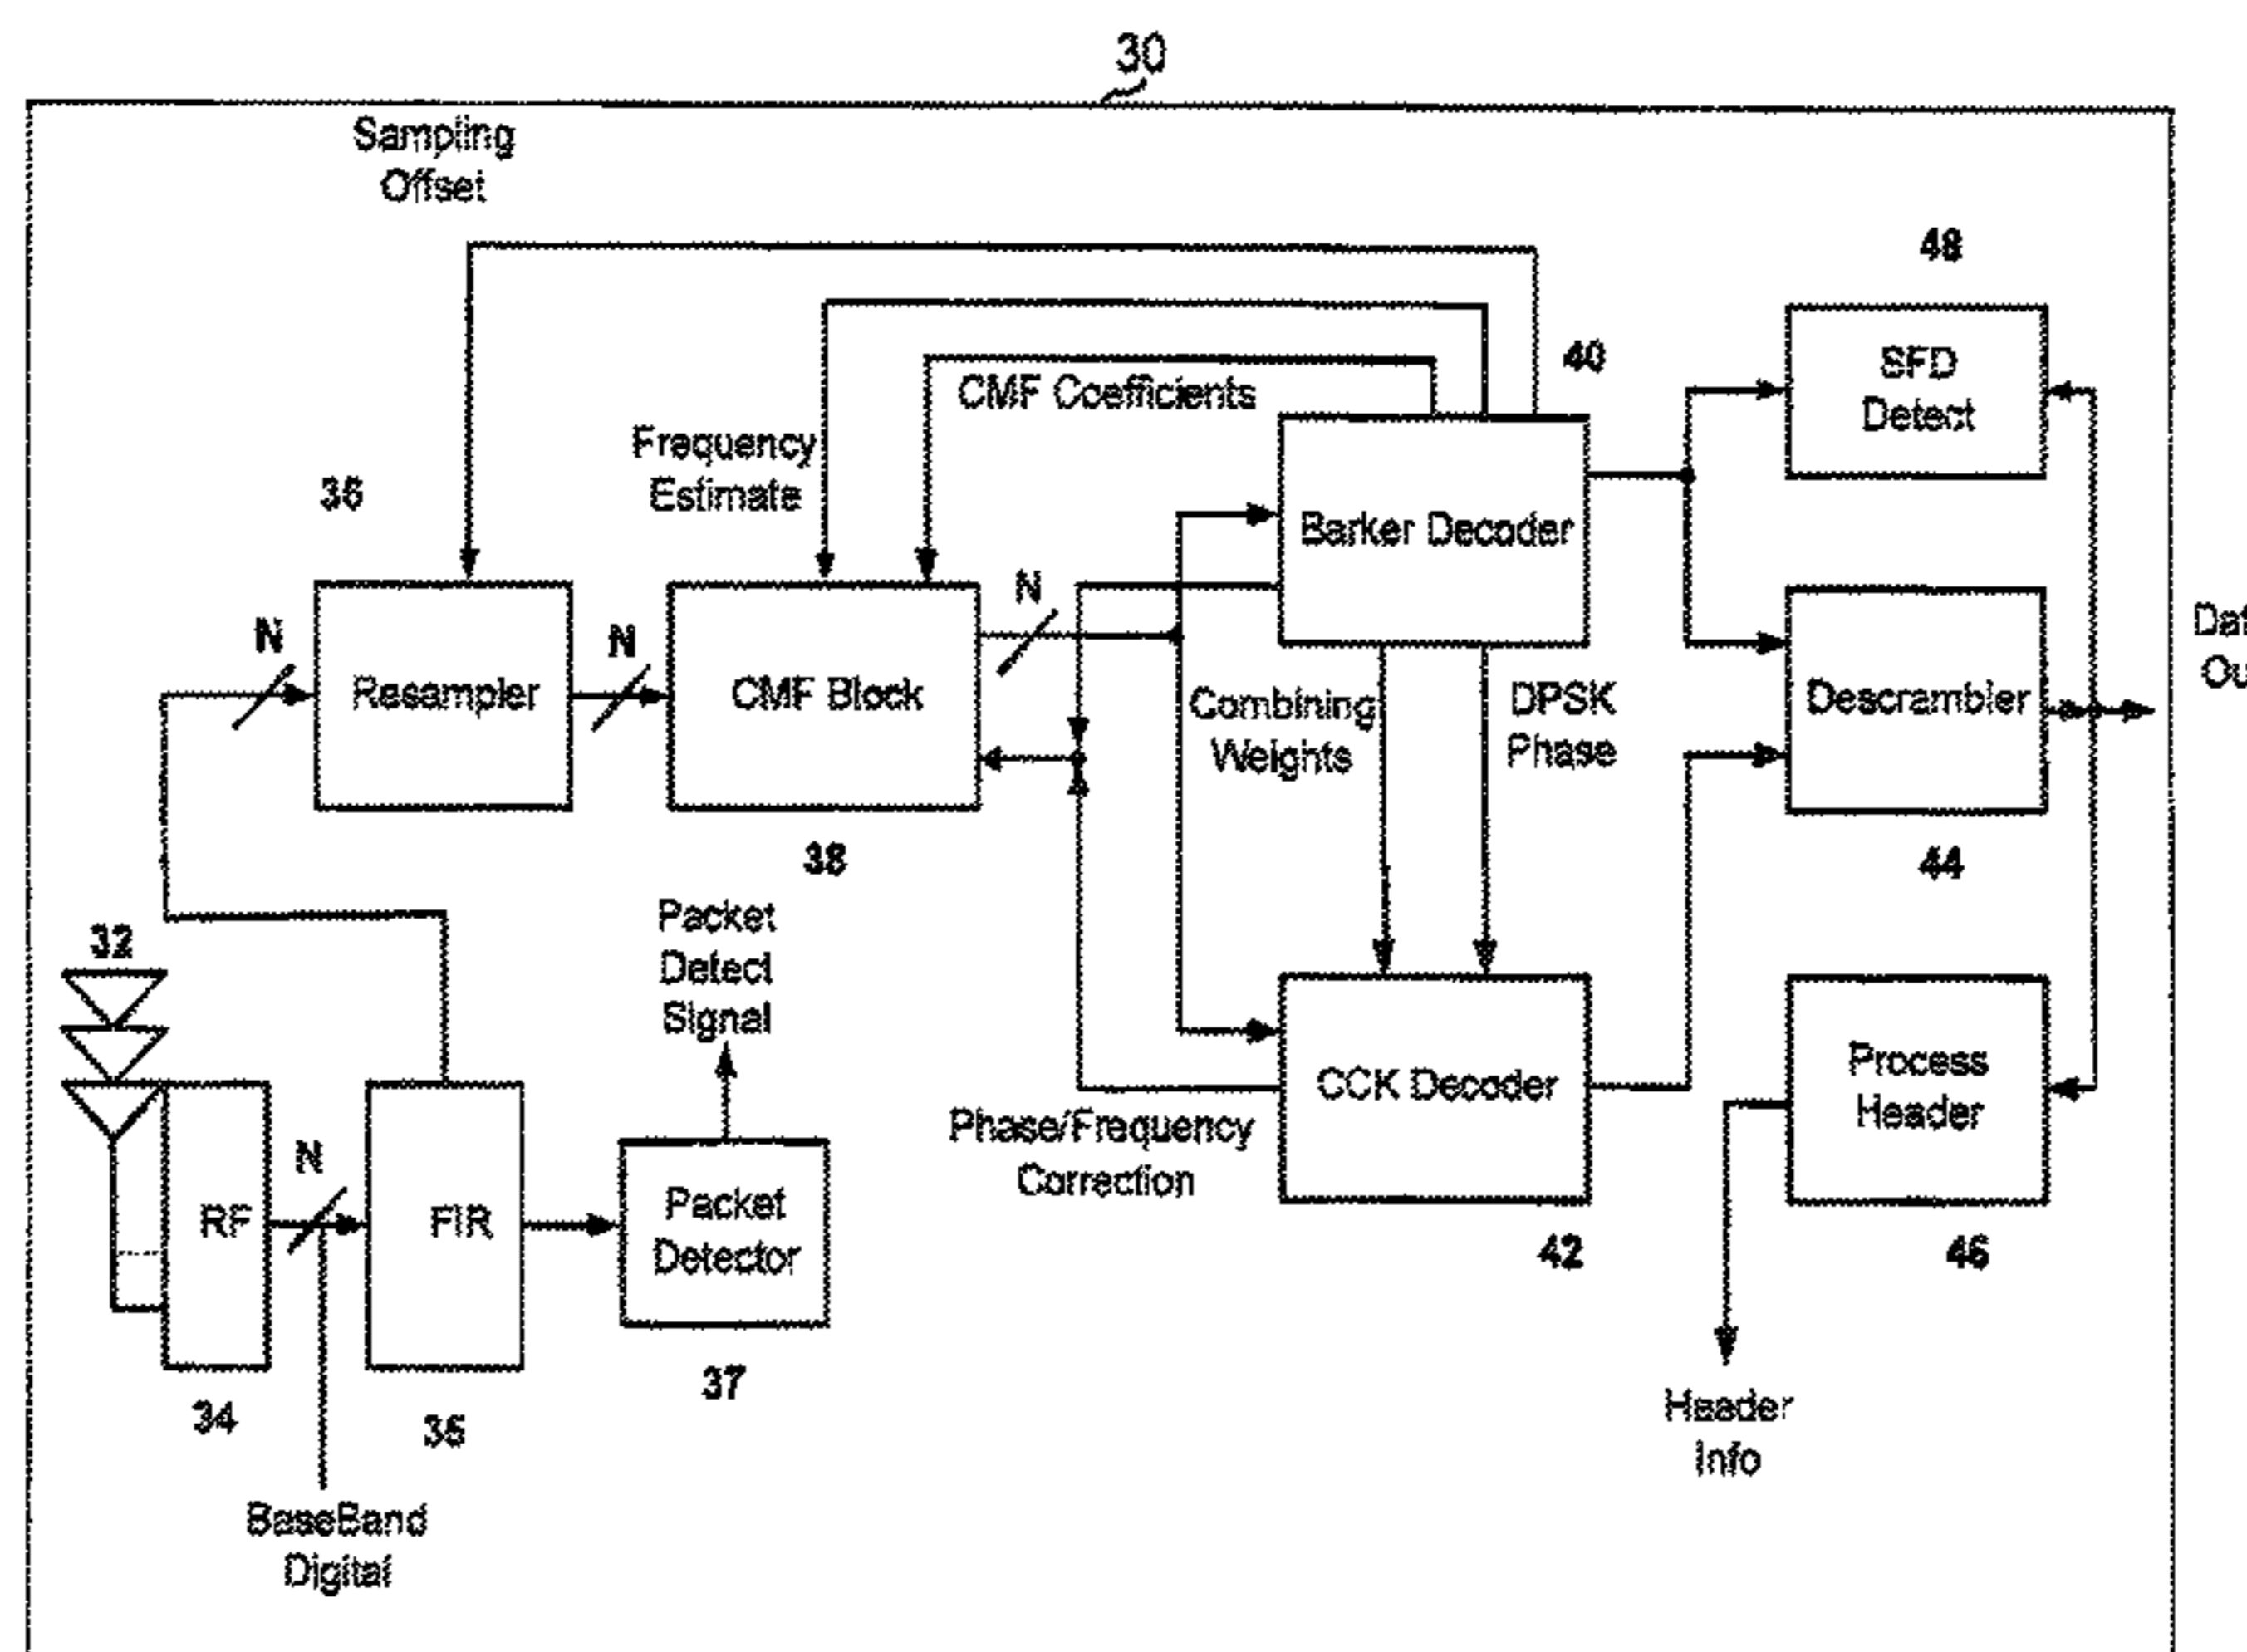 30
Sampling
Offset
48
40
SFD
Detect
CMF Coefficients
Frequency
Estimate
36
Barker Decoder
N
N
N
Resampler
CMF Block
Combining
Weights
DPSK
Phase
Descrambler
Dat
Ou
38
44
32
Packet
Detect
Signal
Process
Header
CCK Decoder
Phase/Frequency
Correction
N
RF
FIR
Packet
Detector
42
46
37
34
35
Header
Info
BaseBand
Digital